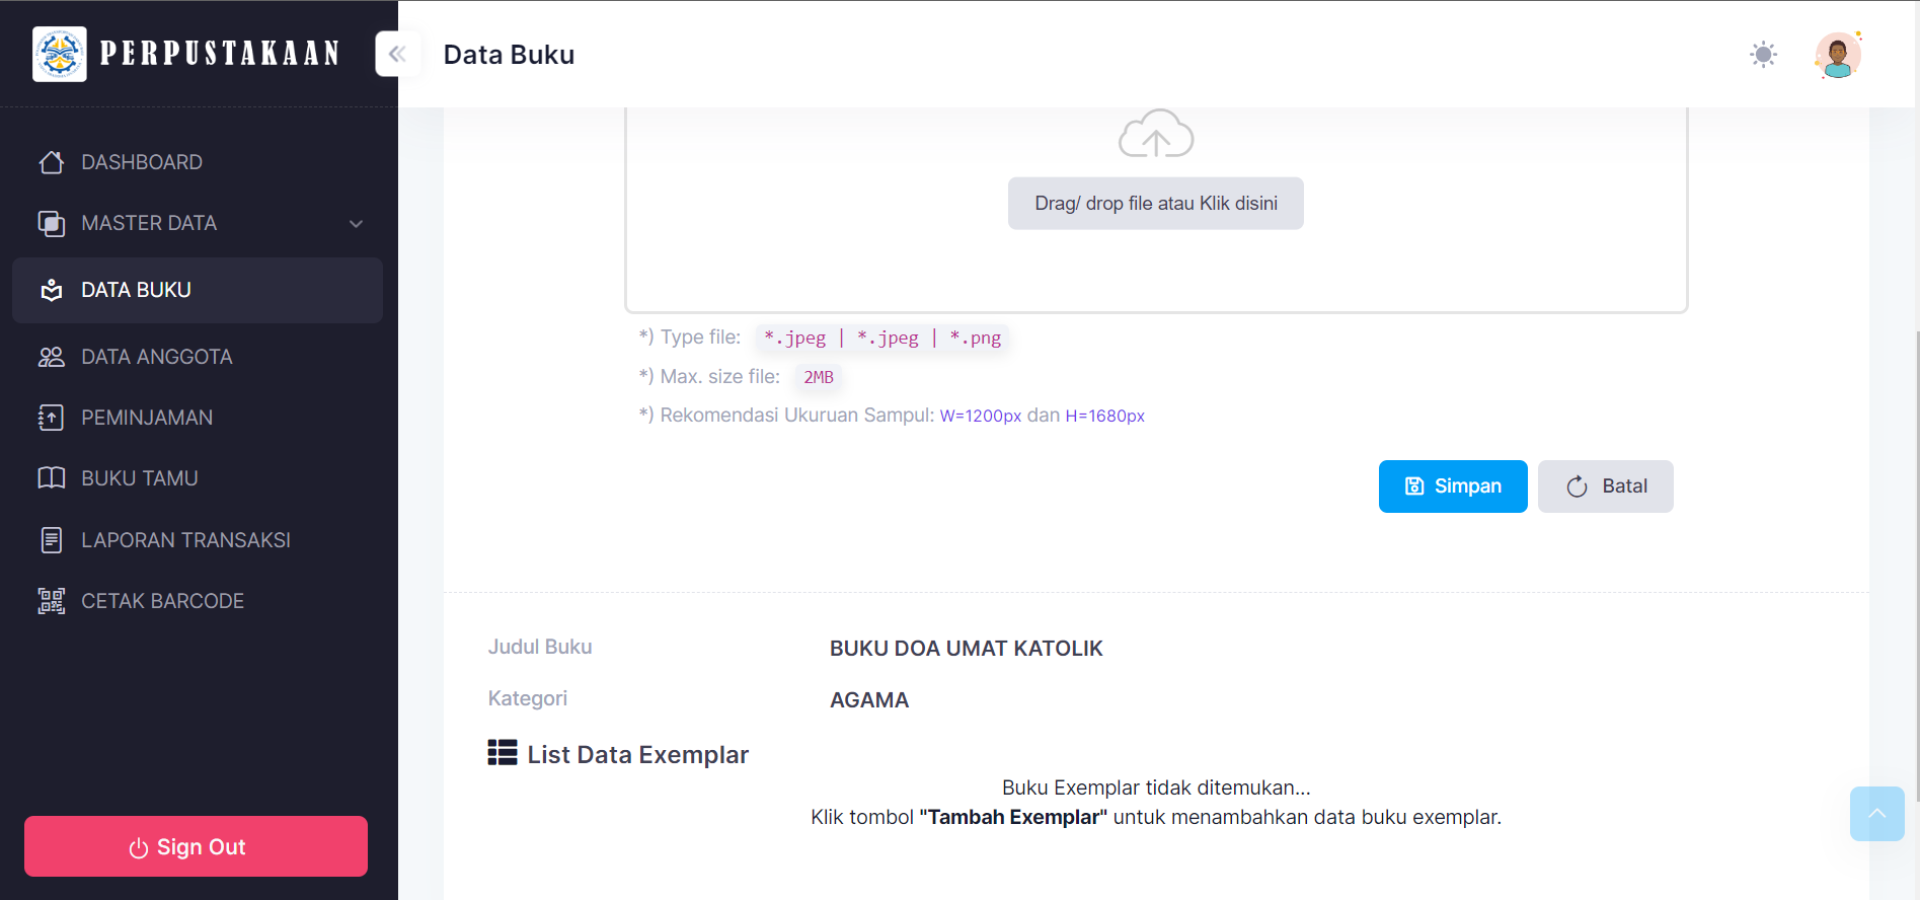 PERPUSTAKAAN
Data Buku
DASHBOARD
MASTER DATA
DATA BUKU
DATA ANGGOTA
PEMINJAMAN
BUKU TAMU
LAPORAN TRANSAKSI
CETAK BARCODE
Sign Out
Drag/ drop file atau Klik disini
*) Type file: *.jpeg | *.jpeg | *.png
*) Max. size file: 2MB
*) Rekomendasi Ukuruan Sampul: W=1200px dan H=1680px
Simpan
Batal
Judul Buku BUKU DOA UMAT KATOLIK
Kategori AGAMA
List Data Exemplar
Buku Exemplar tidak ditemukan...
Klik tombol "Tambah Exemplar" untuk menambahkan data buku exemplar.